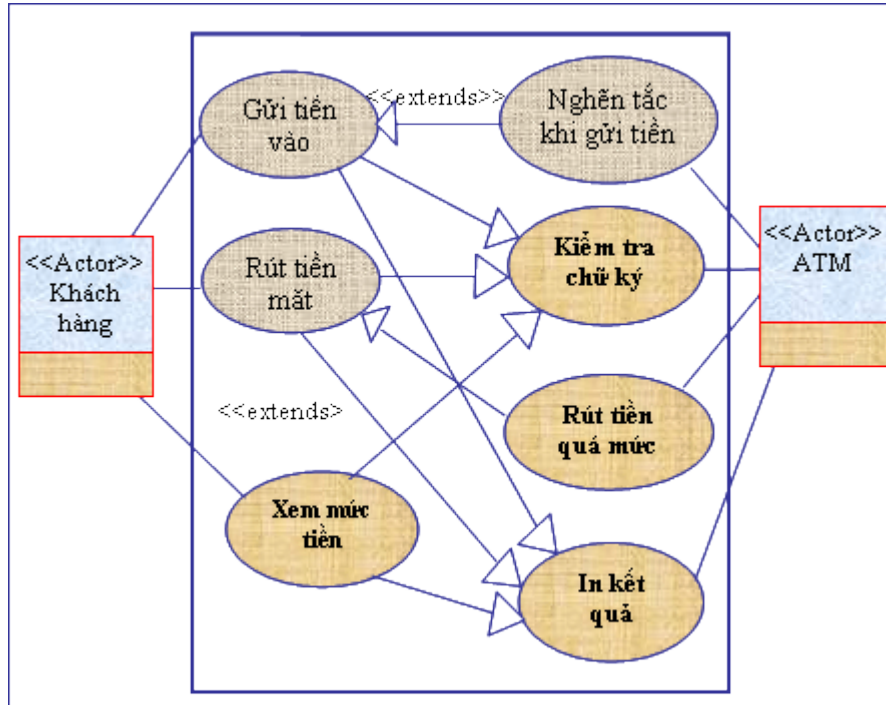 Gửi tiền
vào
<<extends>>
Nghẽn tắc
khi gửi tiền
<<Actor>>
Khách
hàng
Rút tiền
mặt
Kiểm tra
chữ ký
<<Actor>>
ATM
<<extends>
Rút tiền
quá mức
Xem mức
tiền
In kết
quả